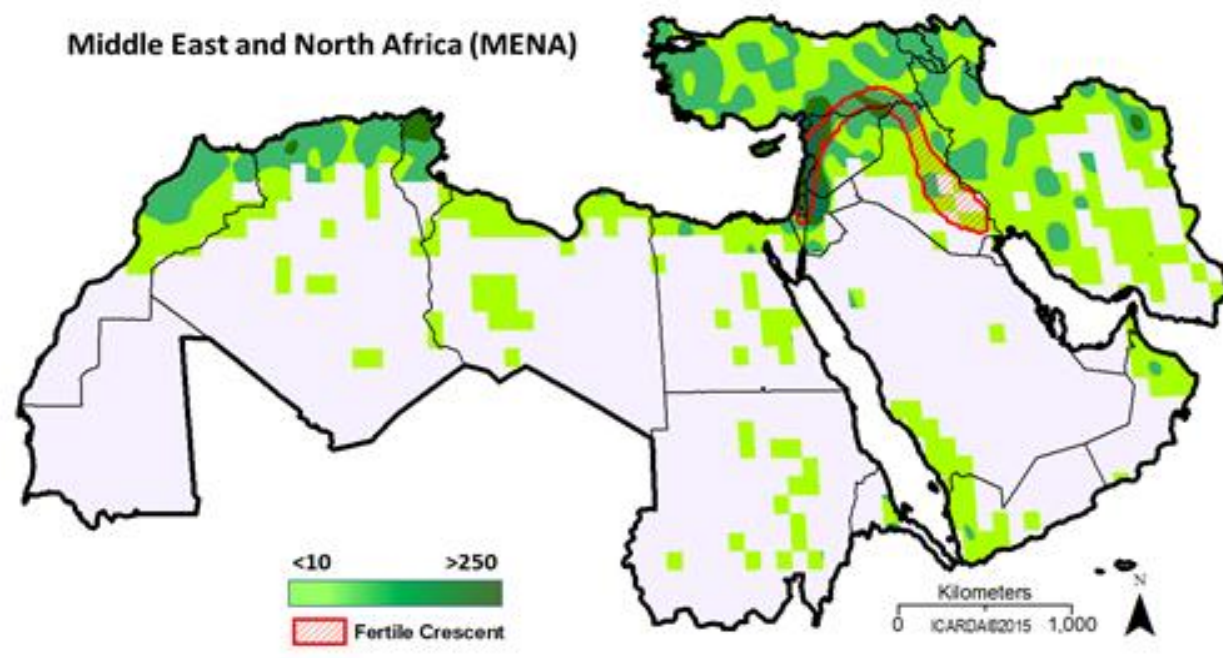 Middle East and North Africa (MENA)
<10 >250
Fertile Crescent
N
Kilometers
0 ICARDA©2015 1,000